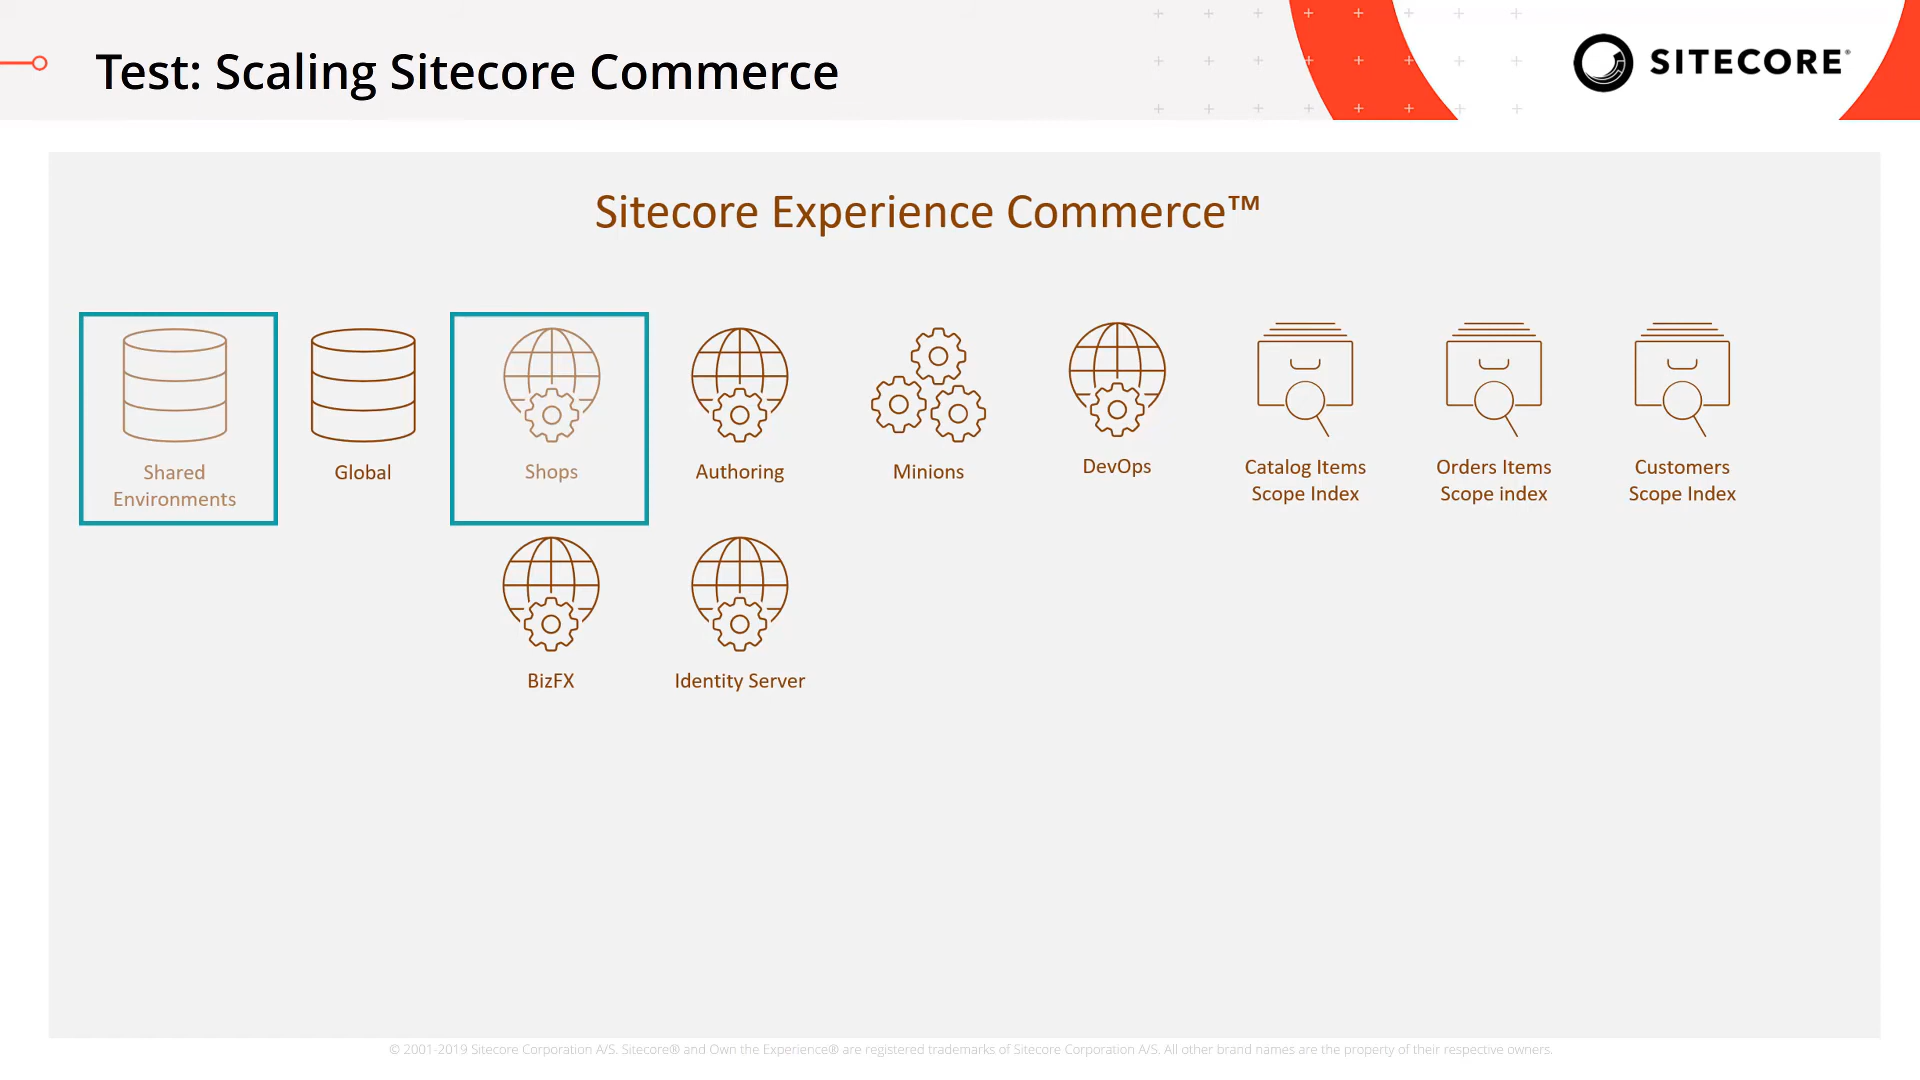 Test: Scaling Sitecore Commerce
SITECORE®
Sitecore Experience Commerce™
Shared
Environments
Global
Shops
Authoring
Minions
DevOps
Catalog Items
Scope Index
Orders Items
Scope index
Customers
Scope Index
BizFX
Identity Server
© 2001-2019 Sitecore Corporation A/S. Sitecore® and Own the Experience® are registered trademarks of Sitecore Corporation A/S. All other brand names are the property of their respective owners.